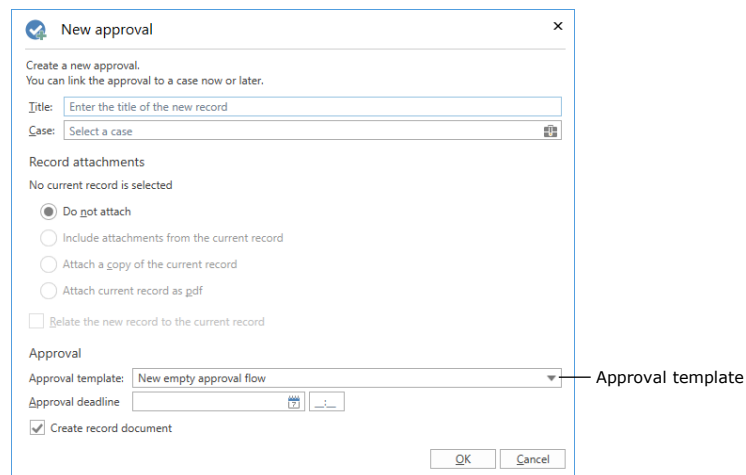 New approval
Create a new approval.
You can link the approval to a case now or later.
Title: Enter the title of the new record
Case: Select a case
Record attachments
No current record is selected
Do not attach
Include attachments from the current record
Attach a copy of the current record
Attach current record as pdf
Relate the new record to the current record
Approval
Approval template: New empty approval flow Approval template
Approval deadline __:__
Create record document
OK Cancel